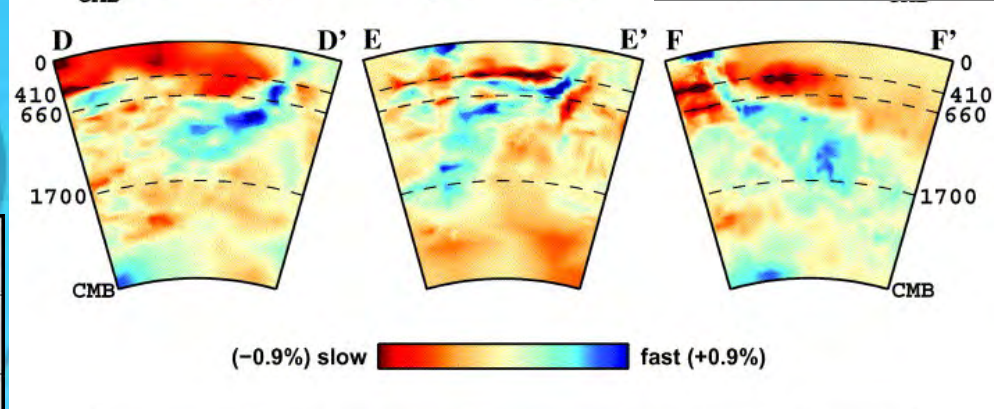 D D' E E' F F'
0 0
410 410
660 660
1700 1700
CMB CMB
(−0.9%) slow fast (+0.9%)